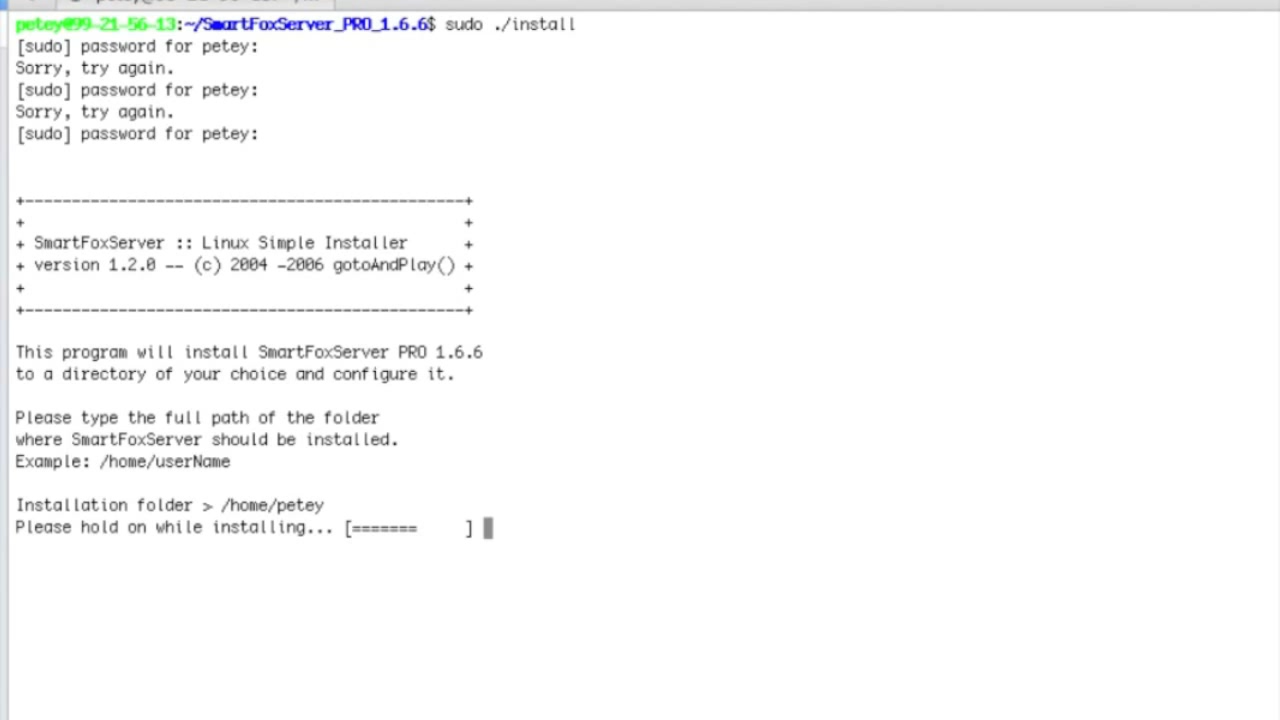 petey@99-21-56-13:~/SmartFoxServer_PRO_1.6.6$ sudo ./install
[sudo] password for petey:
Sorry, try again.
[sudo] password for petey:
Sorry, try again.
[sudo] password for petey:
+-----------------------------------------------+
+ +
+ SmartFoxServer :: Linux Simple Installer +
+ version 1.2.0 -- (c) 2004 -2006 gotoAndPlay() +
+ +
+-----------------------------------------------+
This program will install SmartFoxServer PRO 1.6.6
to a directory of your choice and configure it.
Please type the full path of the folder
where SmartFoxServer should be installed.
Example: /home/userName
Installation folder > /home/petey
Please hold on while installing... [======= ]